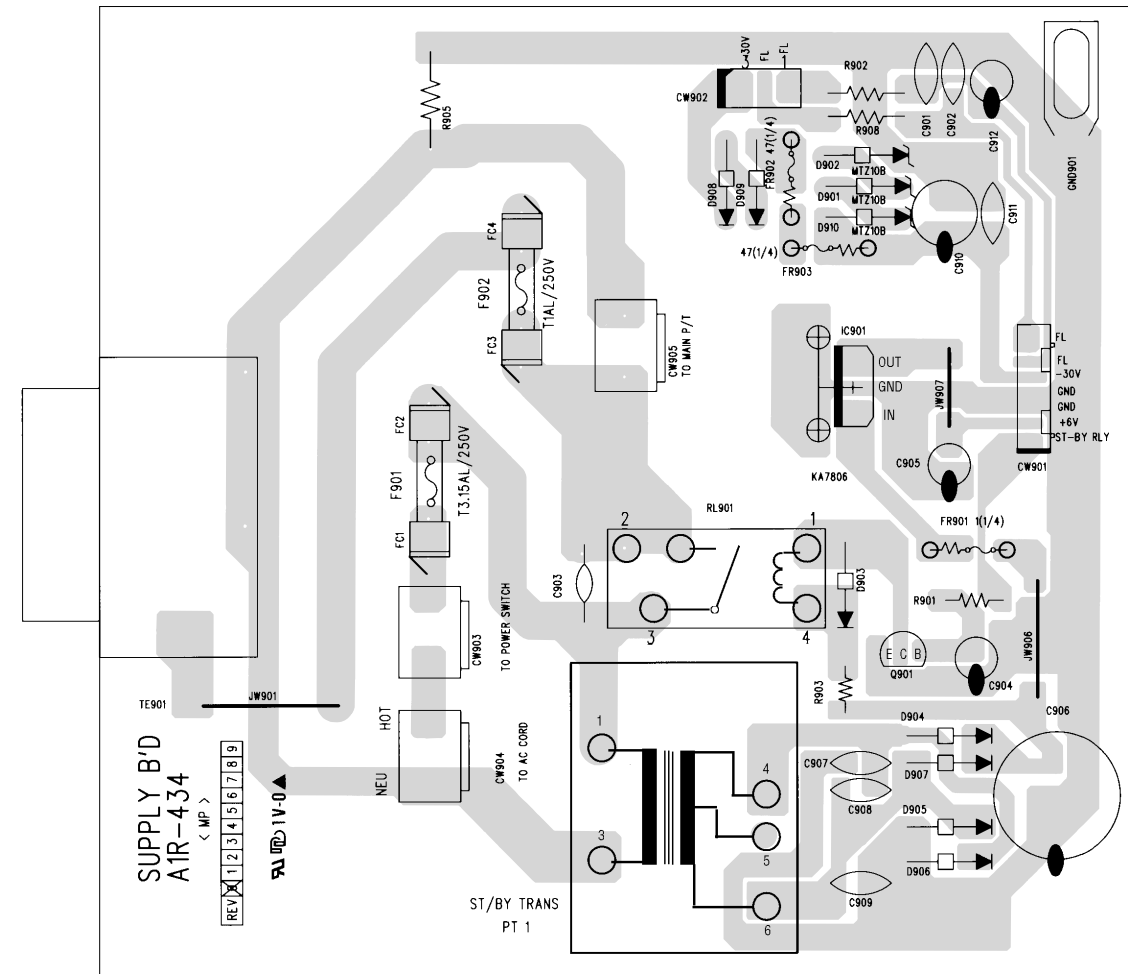 -30V
FL
-FL
CW902
R902
R908
C901
C902
C912
GND901
R905
D908
D909
FR902 47(1/4)
D902
MTZ10B
D901
MTZ10B
D910
MTZ10B
C911
C910
47(1/4)
FR903
FC4
F902
T1AL/250V
FC3
CW905
TO MAIN P/T
IC901
OUT
GND
IN
KA7806
JW907
C905
FL
FL
-30V
GND
GND
+6V
ST-BY RLY
CW901
FC2
F901
T3.15AL/250V
FC1
RL901
2
1
3
4
C903
D903
FR901 1(1/4)
R901
E C B
Q901
C904
JW906
C906
R903
CW903
TO POWER SWITCH
TE901
JW901
HOT
NEU
CW904
TO AC CORD
1
3
4
5
6
ST/BY TRANS
PT 1
D904
C907
D907
C908
D905
D906
C909
SUPPLY B'D
A1R-434
< MP >
REV 0 1 2 3 4 5 6 7 8 9
1V-0